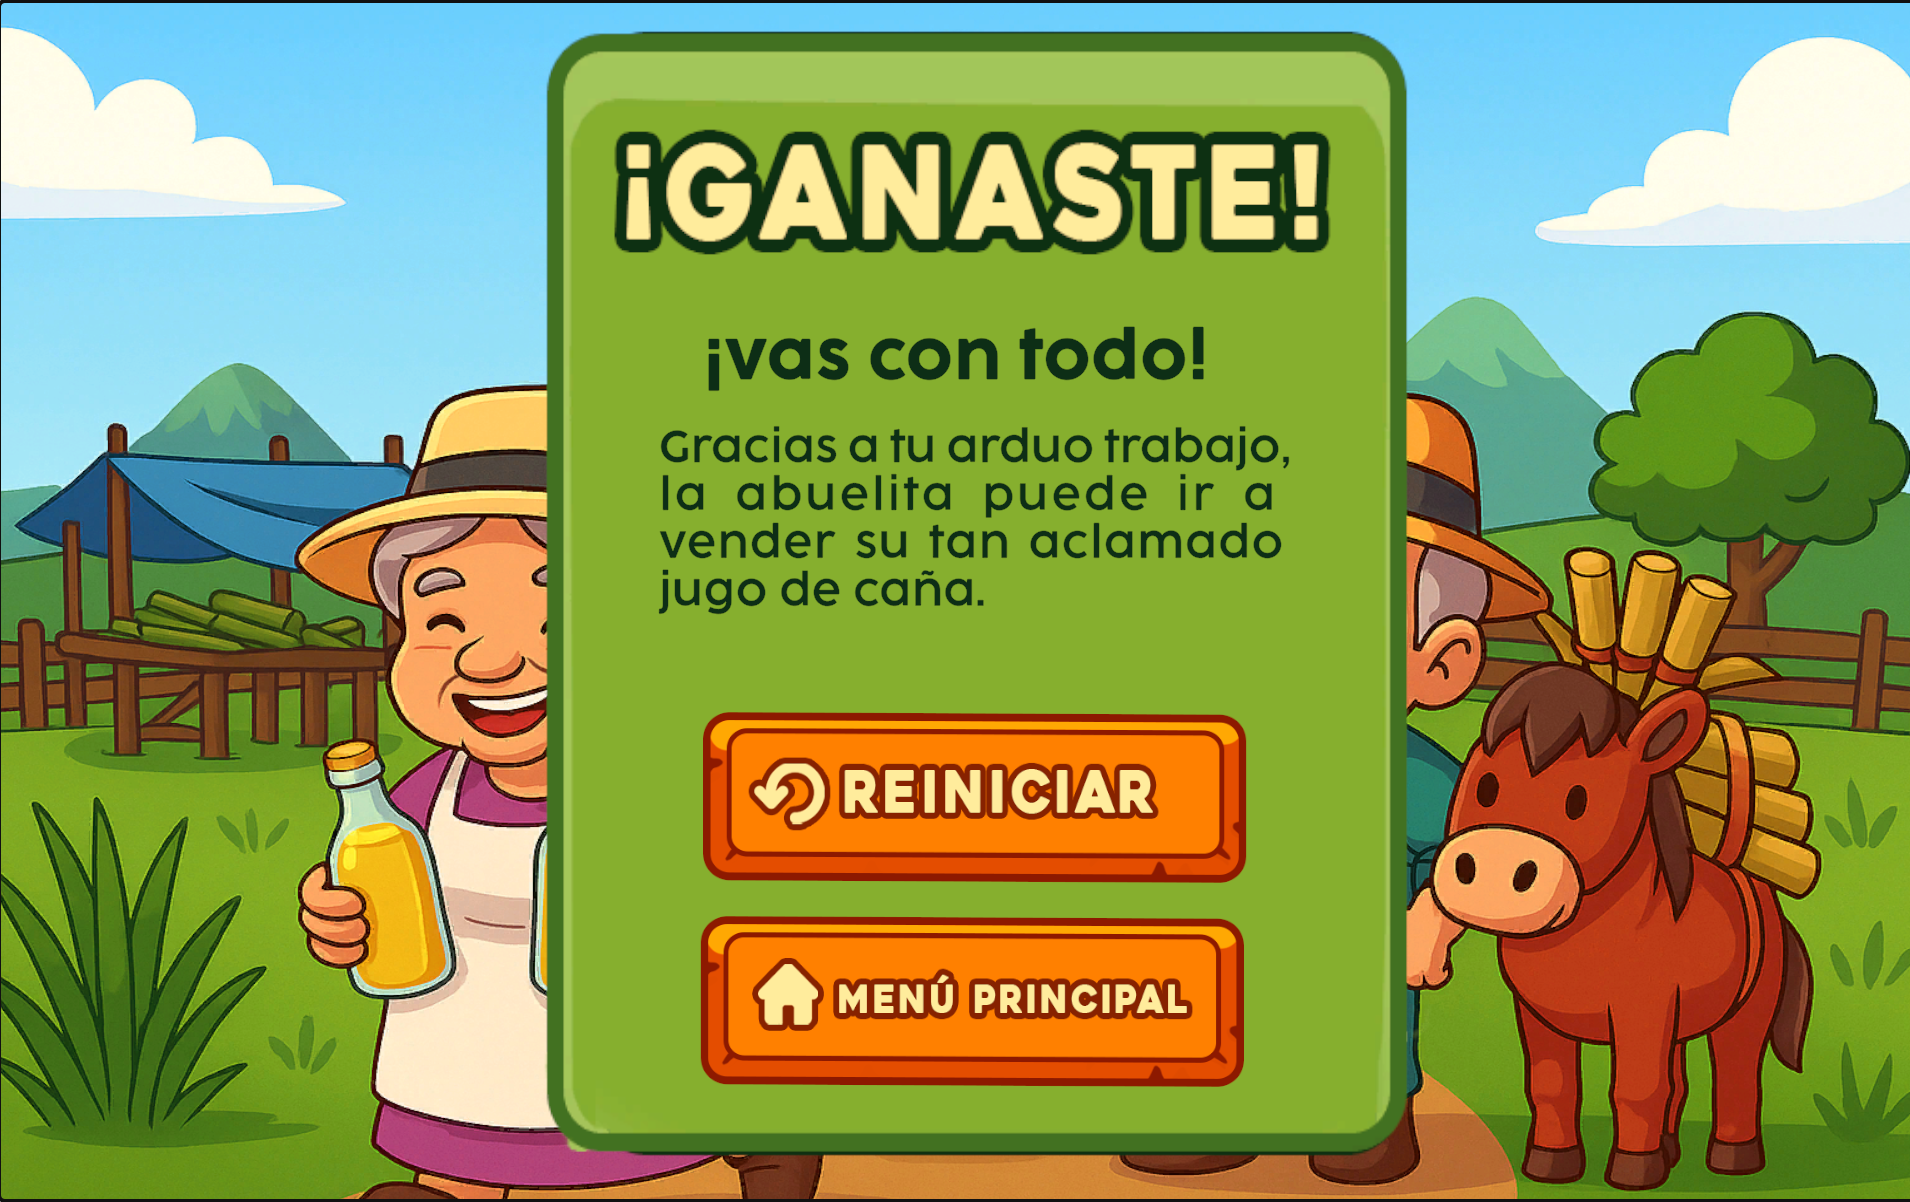 ¡GANASTE!
¡vas con todo!
Gracias a tu arduo trabajo,
la abuelita puede ir a
vender su tan aclamado
jugo de caña.
REINICIAR
MENÚ PRINCIPAL